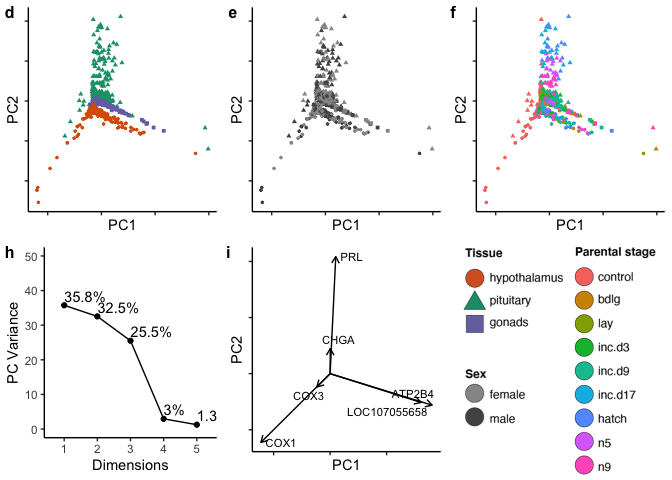 d
e
f
PC2
PC2
PC2
PC1
PC1
PC1
h
i
50
40
30
20
10
0
PC Variance
35.8%
32.5%
25.5%
3%
1.3
1
2
3
4
5
Dimensions
PC2
PRL
CHGA
COX3
ATP2B4
LOC107055658
COX1
PC1
Tissue
hypothalamus
pituitary
gonads
Sex
female
male
Parental stage
control
bdlg
lay
inc.d3
inc.d9
inc.d17
hatch
n5
n9